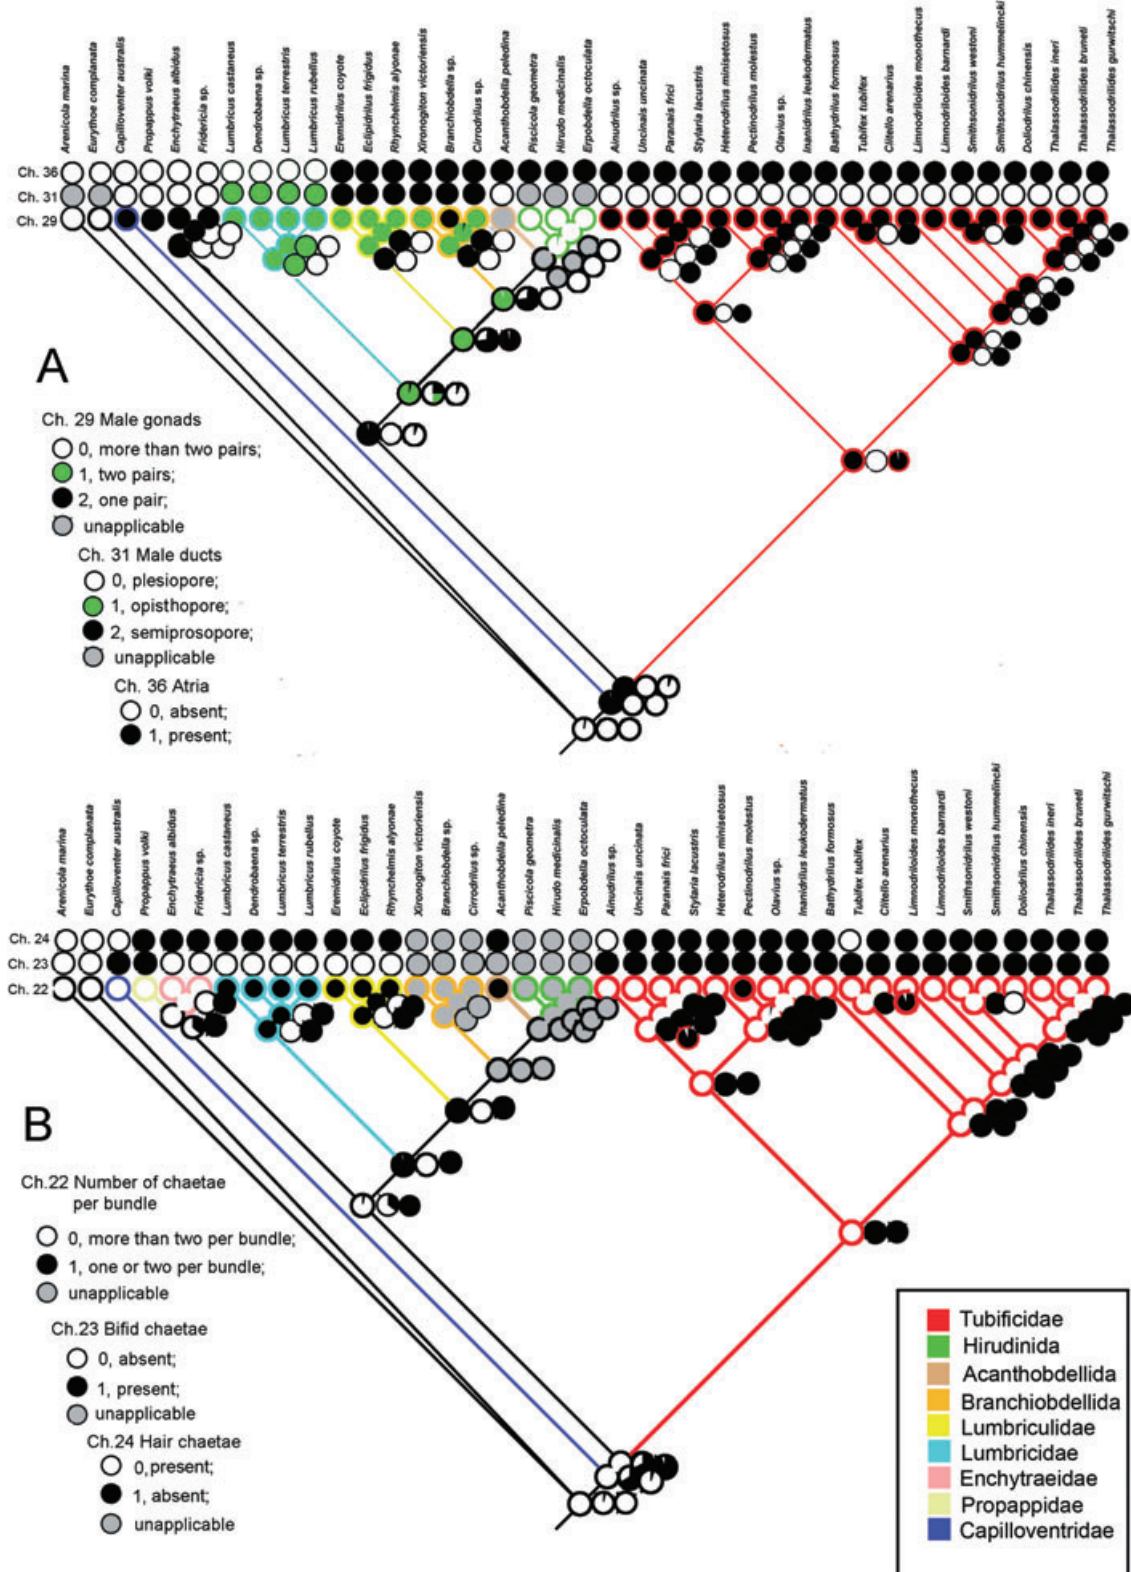 Arenicola marina
Eurythoe complanata
Capilloventer australis
Propappus volki
Enchytraeus albidus
Fridericia sp.
Lumbricus castaneus
Dendrobaena sp.
Lumbricus terrestris
Lumbricus rubellus
Eremidrilus coyote
Eclipidrilus frigidus
Rhynchelmis alyonae
Xironogiton victoriensis
Branchiobdella sp.
Cirrodrilus sp.
Acanthobdella peledina
Piscicola geometra
Hirudo medicinalis
Erpobdella octoculata
Ainudrilus sp.
Uncinais uncinata
Paranais frici
Stylaria lacustris
Heterodrilus minisetosus
Pectinodrilus molestus
Olavius sp.
Inanidrilus leukodermatus
Bathydrilus formosus
Tubifex tubifex
Clitello arenarius
Limnodriloides monothecus
Limnodriloides barnardi
Smithsonidrilus westoni
Smithsonidrilus hummelincki
Doliodrilus chinensis
Thalassodrilides ineri
Thalassodrilides bruneti
Thalassodrilides gurwitschi
Ch. 36
Ch. 31
Ch. 29
A
Ch. 29 Male gonads
0, more than two pairs;
1, two pairs;
2, one pair;
unapplicable
Ch. 31 Male ducts
0, plesiopore;
1, opisthopore;
2, semiprosopore;
unapplicable
Ch. 36 Atria
0, absent;
1, present;
Arenicola marina
Eurythoe complanata
Capilloventer australis
Propappus volki
Enchytraeus albidus
Fridericia sp.
Lumbricus castaneus
Dendrobaena sp.
Lumbricus terrestris
Lumbricus rubellus
Eremidrilus coyote
Eclipidrilus frigidus
Rhynchelmis alyonae
Xironogiton victoriensis
Branchiobdella sp.
Cirrodrilus sp.
Acanthobdella peledina
Piscicola geometra
Hirudo medicinalis
Erpobdella octoculata
Ainudrilus sp.
Uncinais uncinata
Paranais frici
Stylaria lacustris
Heterodrilus minisetosus
Pectinodrilus molestus
Olavius sp.
Inanidrilus leukodermatus
Bathydrilus formosus
Tubifex tubifex
Clitello arenarius
Limnodriloides monothecus
Limnodriloides barnardi
Smithsonidrilus westoni
Smithsonidrilus hummelincki
Doliodrilus chinensis
Thalassodrilides ineri
Thalassodrilides bruneti
Thalassodrilides gurwitschi
Ch. 24
Ch. 23
Ch. 22
B
Ch.22 Number of chaetae
per bundle
0, more than two per bundle;
1, one or two per bundle;
unapplicable
Ch.23 Bifid chaetae
0, absent;
1, present;
unapplicable
Ch.24 Hair chaetae
0,present;
1, absent;
unapplicable
Tubificidae
Hirudinida
Acanthobdellida
Branchiobdellida
Lumbriculidae
Lumbricidae
Enchytraeidae
Propappidae
Capilloventridae